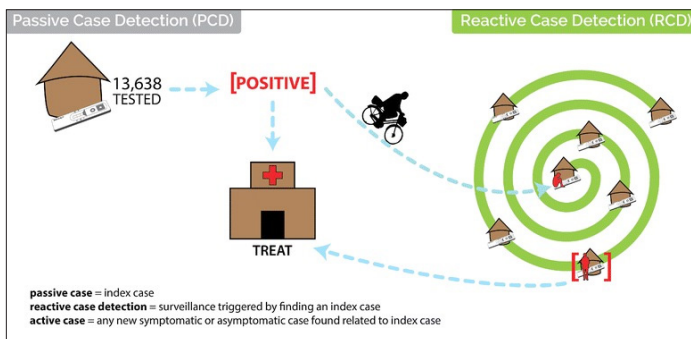 Passive Case Detection (PCD)
Reactive Case Detection (RCD)
13,638
TESTED
[POSITIVE]
TREAT
passive case = index case
reactive case detection = surveillance triggered by finding an index case
active case = any new symptomatic or asymptomatic case found related to index case